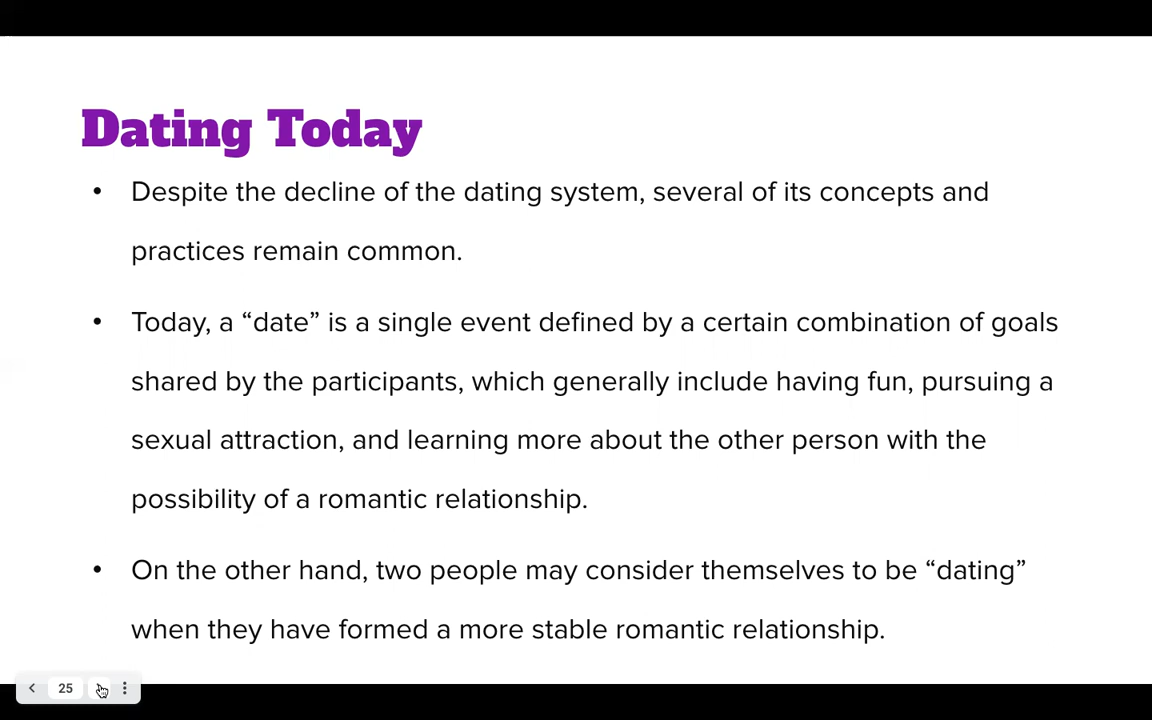 Dating Today
• Despite the decline of the dating system, several of its concepts and
practices remain common.
• Today, a “date” is a single event defined by a certain combination of goals
shared by the participants, which generally include having fun, pursuing a
sexual attraction, and learning more about the other person with the
possibility of a romantic relationship.
• On the other hand, two people may consider themselves to be “dating”
when they have formed a more stable romantic relationship.
25